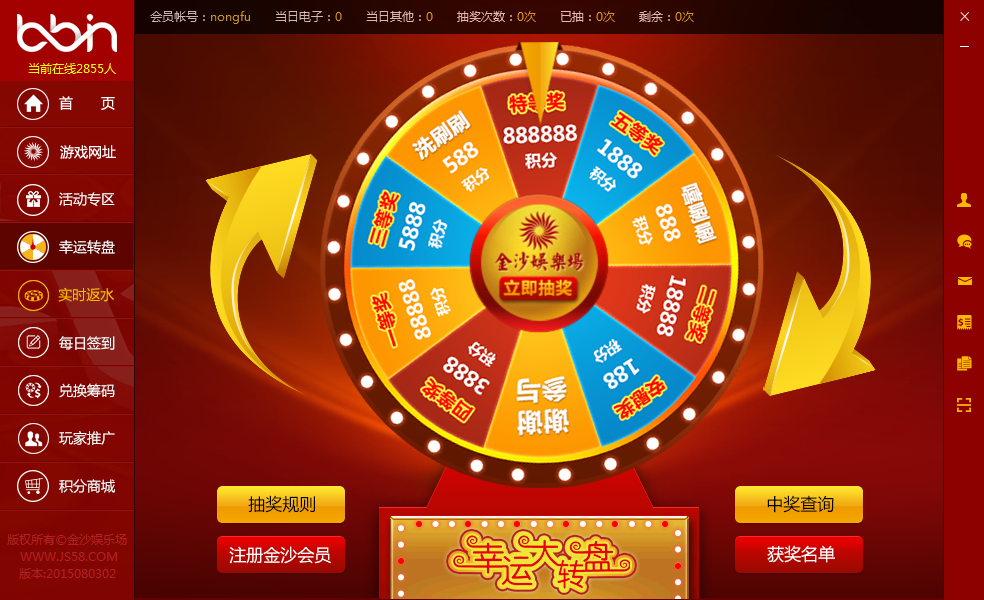 会员帐号：nongfu 当日电子：0 当日其他：0 抽奖次数：0次 已抽：0次 剩余：0次
bbin
当前在线2855人
首 页
游戏网址
活动专区
幸运转盘
实时返水
每日签到
兑换筹码
玩家推广
积分商城
版权所有©金沙娱乐场
WWW.JS58.COM
版本:2015080302
特等奖
888888
积分
五等奖
1888
积分
嘻刷刷
888
积分
二等奖
18888
积分
安慰奖
188
积分
谢谢
参与
四等奖
3888
积分
一等奖
88888
积分
三等奖
5888
积分
洗刷刷
588
积分
金沙娱樂場
立即抽奖
抽奖规则
注册金沙会员
中奖查询
获奖名单
幸运大转盘